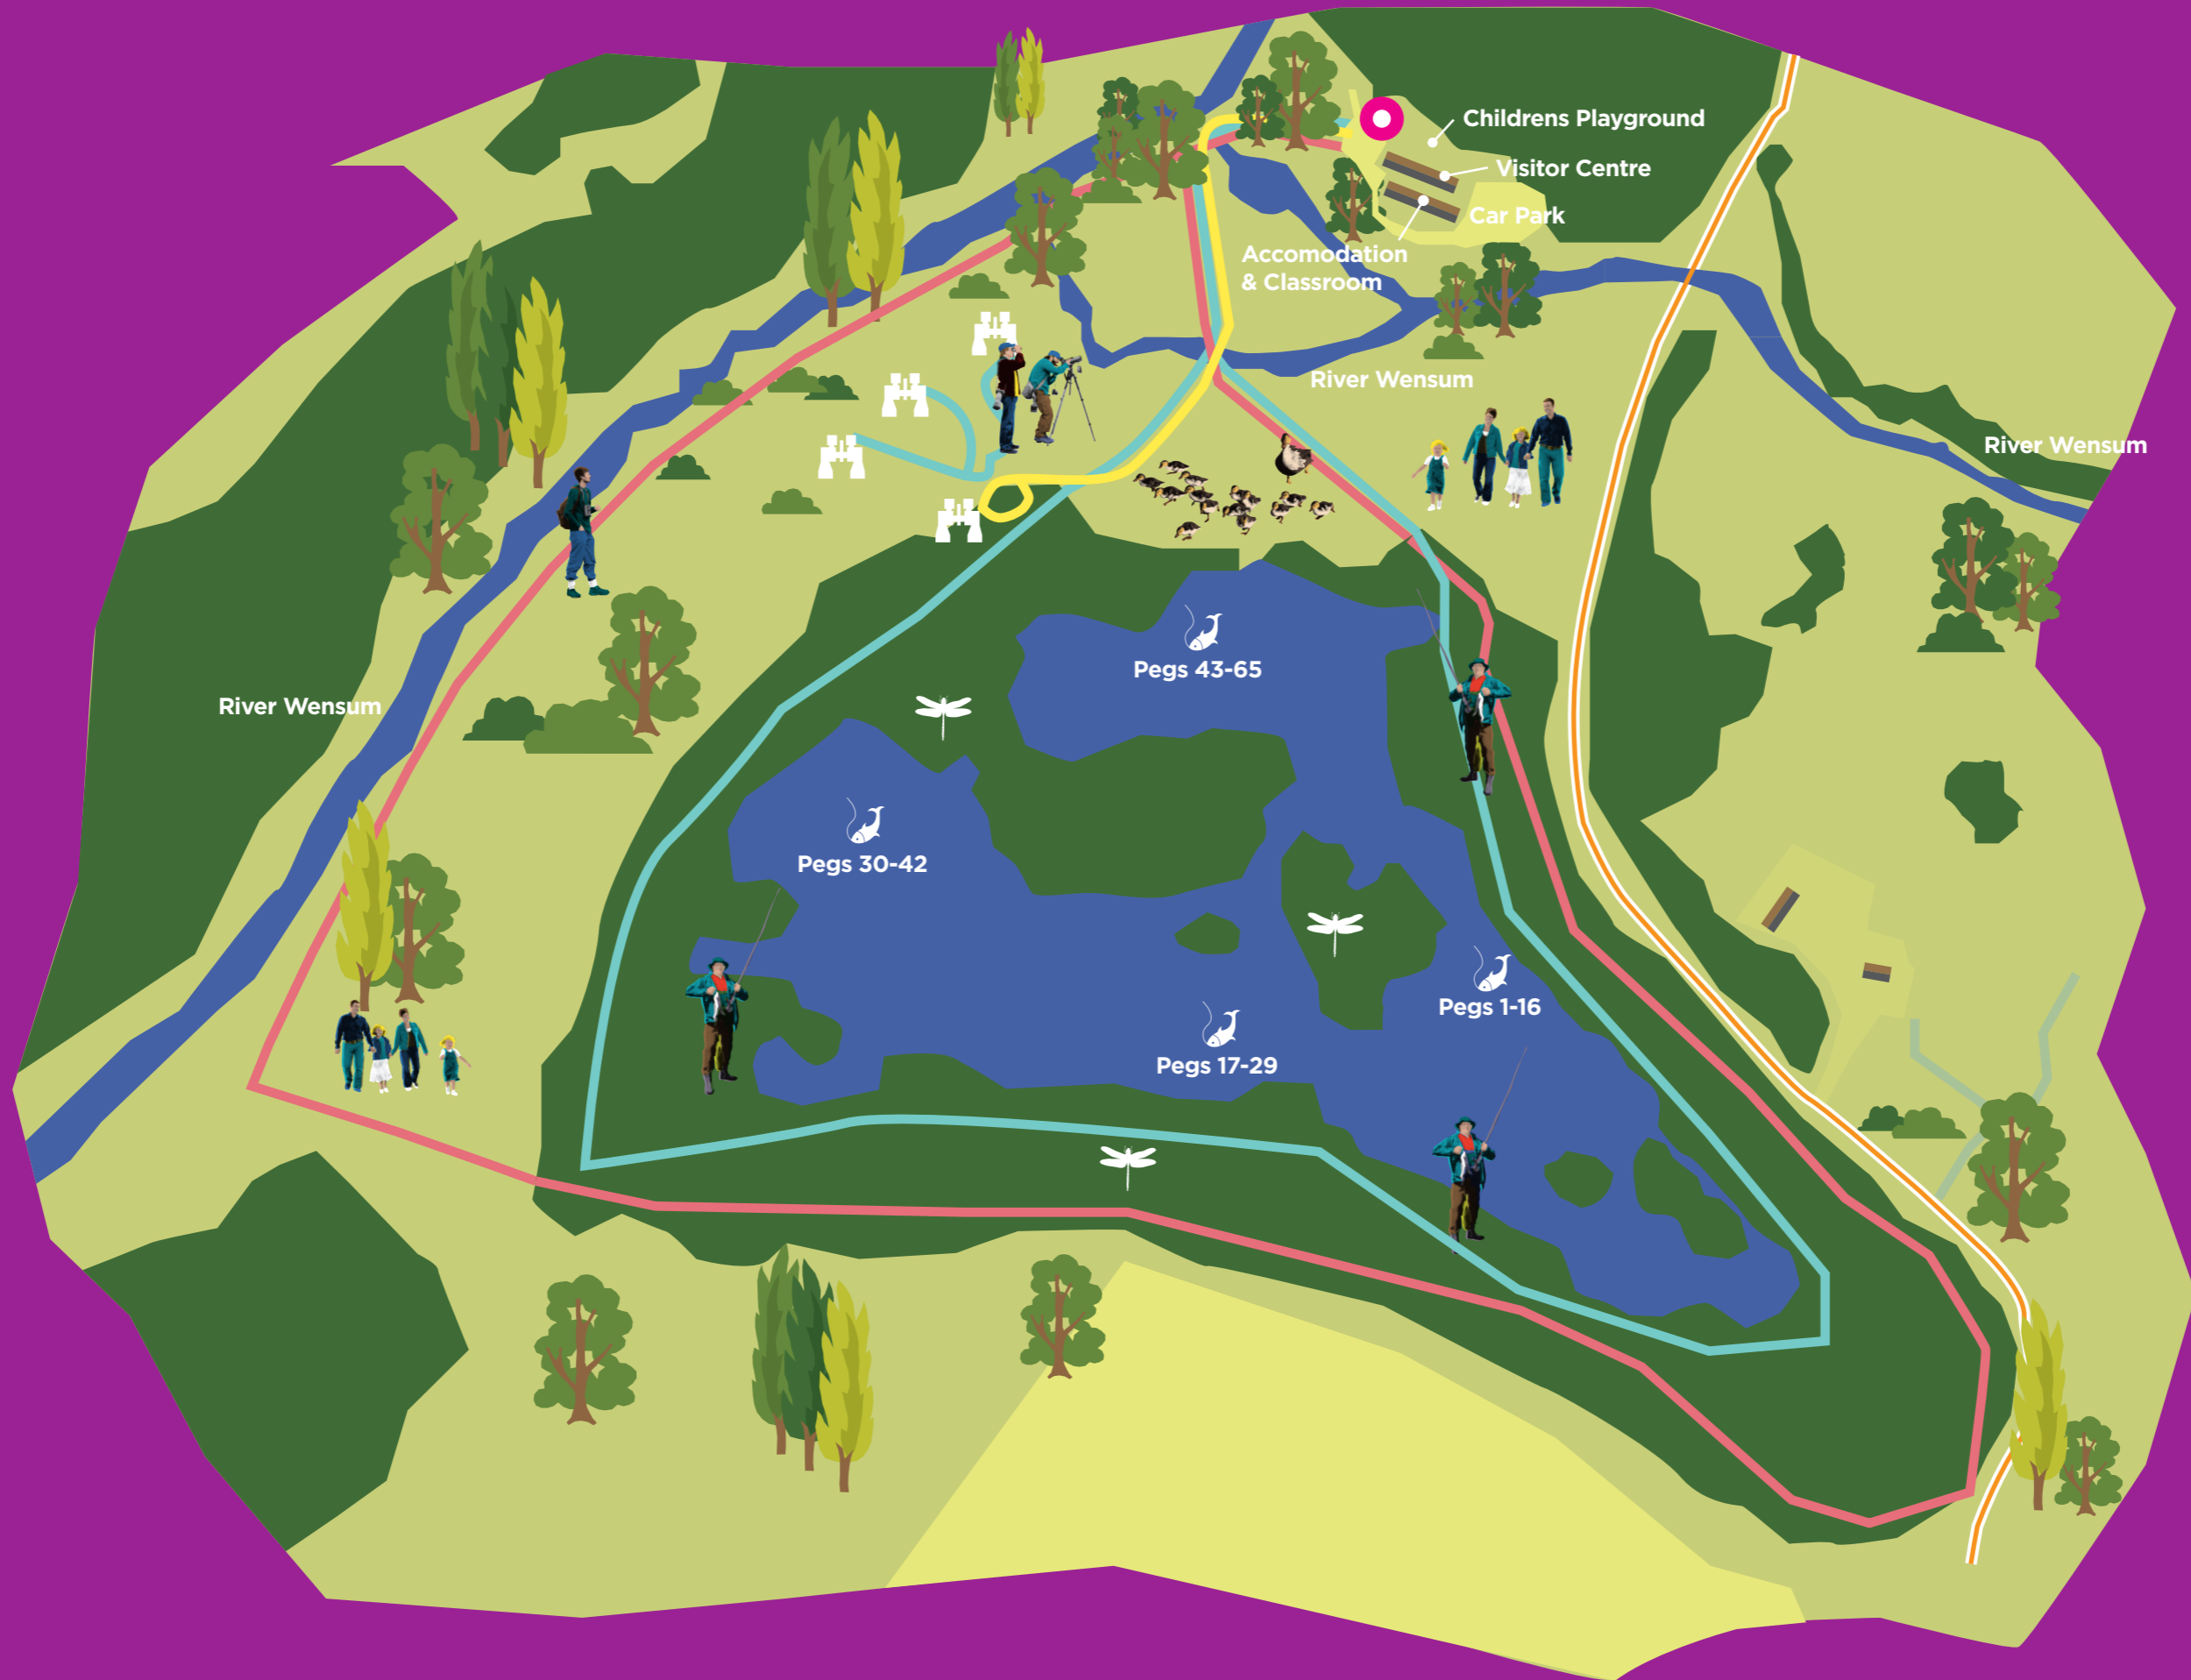 Childrens Playground
Visitor Centre
Car Park
Accomodation
& Classroom
River Wensum
River Wensum
Pegs 43-65
River Wensum
Pegs 30-42
Pegs 1-16
Pegs 17-29